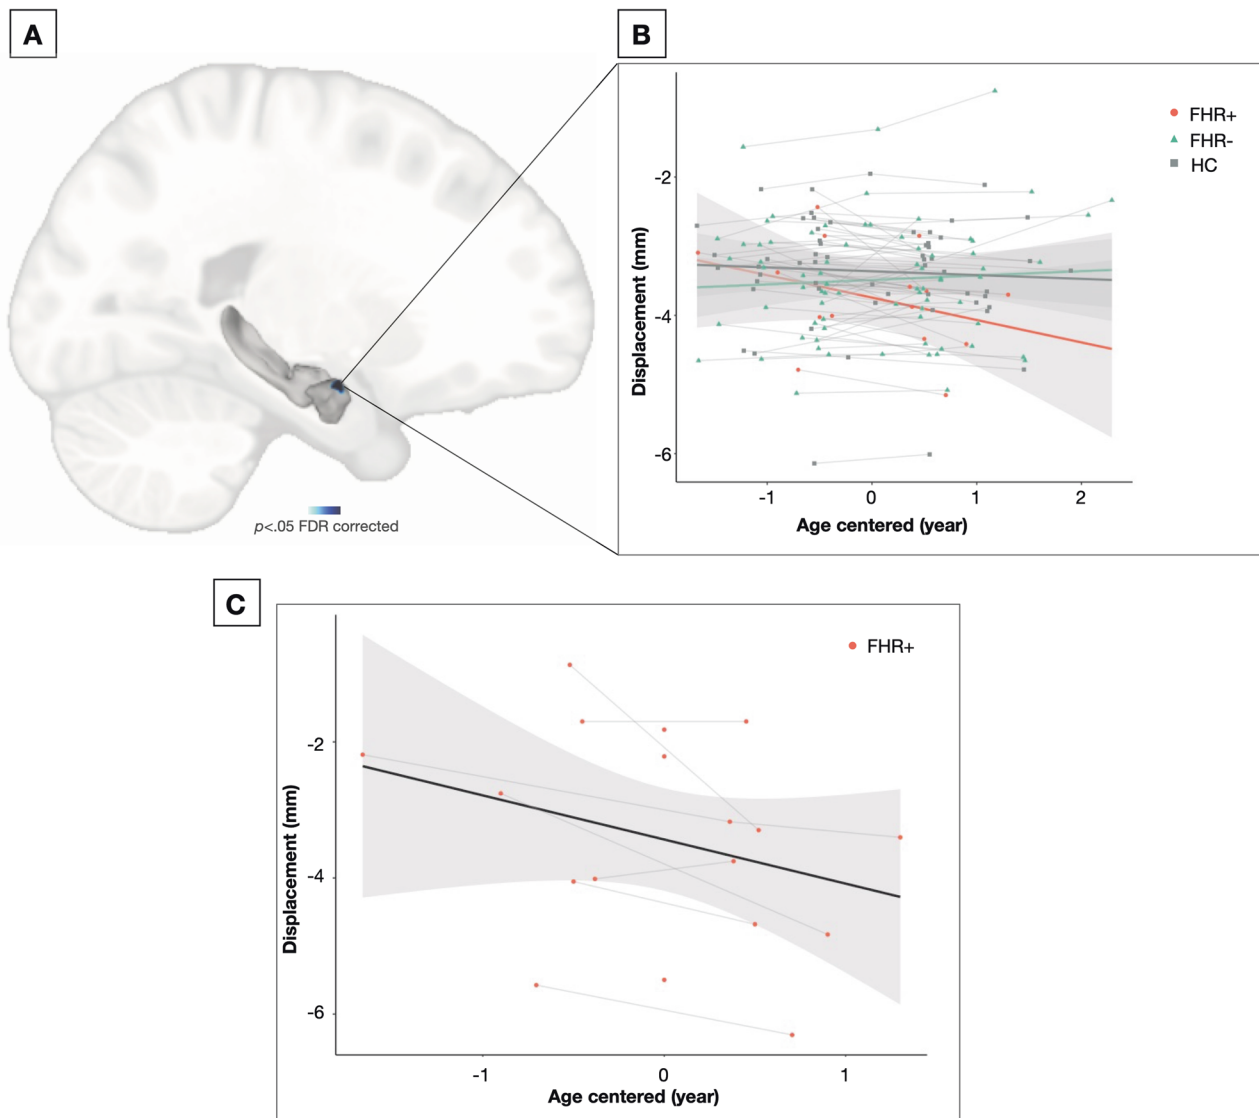 A
p<.05 FDR corrected
B
FHR+
FHR-
HC
-2
-4
-6
Displacement (mm)
-1 0 1 2
Age centered (year)
C
FHR+
-2
-4
-6
Displacement (mm)
-1 0 1
Age centered (year)